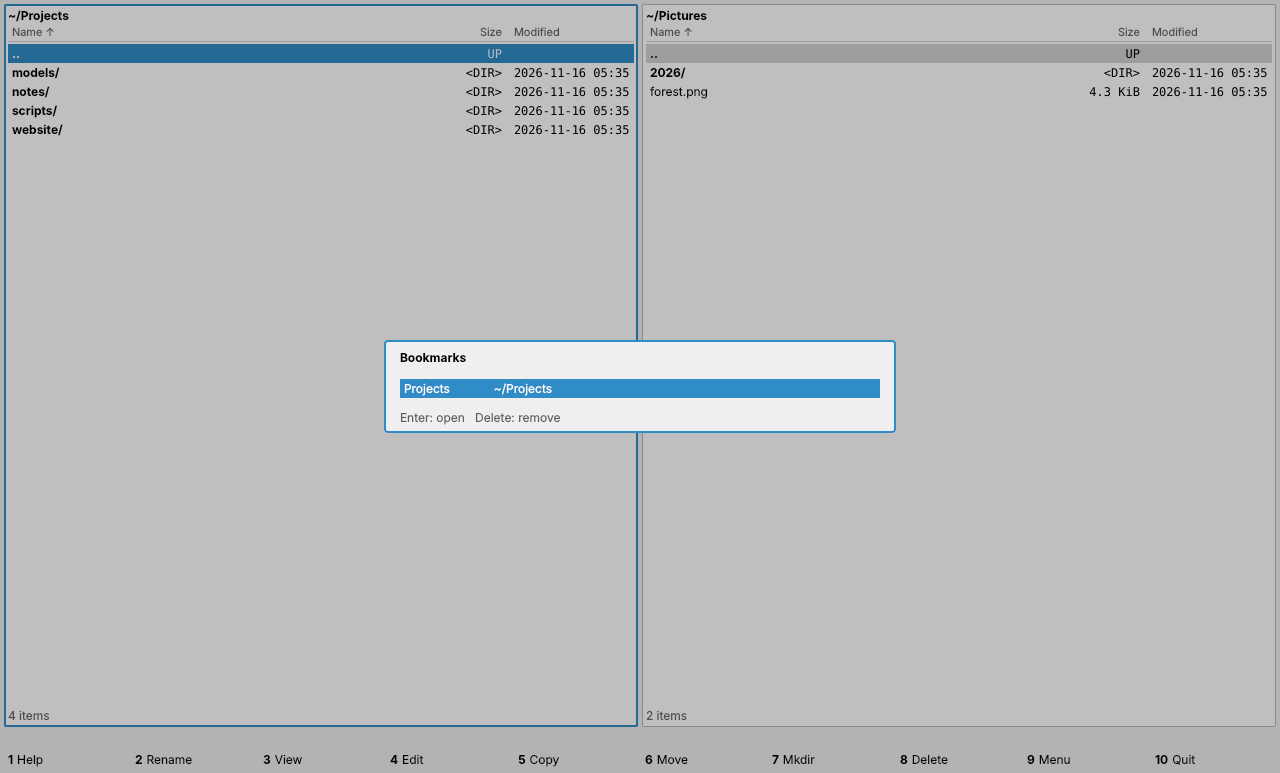 ~/Projects
Name ↑ Size Modified
.. UP
models/ <DIR> 2026-11-16 05:35
notes/ <DIR> 2026-11-16 05:35
scripts/ <DIR> 2026-11-16 05:35
website/ <DIR> 2026-11-16 05:35
4 items
~/Pictures
Name ↑ Size Modified
.. UP
2026/ <DIR> 2026-11-16 05:35
forest.png 4.3 KiB 2026-11-16 05:35
2 items
Bookmarks
Projects ~/Projects
Enter: open Delete: remove
1 Help 2 Rename 3 View 4 Edit 5 Copy 6 Move 7 Mkdir 8 Delete 9 Menu 10 Quit